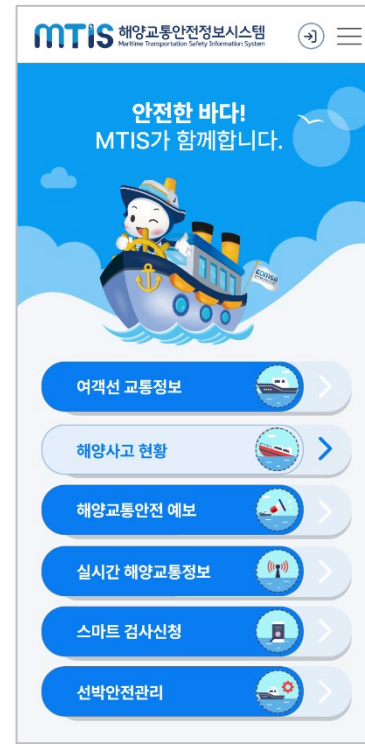 MTIS 해양교통안전정보시스템
Maritime Transportation Safety Information System
안전한 바다!
MTIS가 함께합니다.
KOMSA
여객선 교통정보
해양사고 현황
해양교통안전 예보
실시간 해양교통정보
스마트 검사신청
선박안전관리